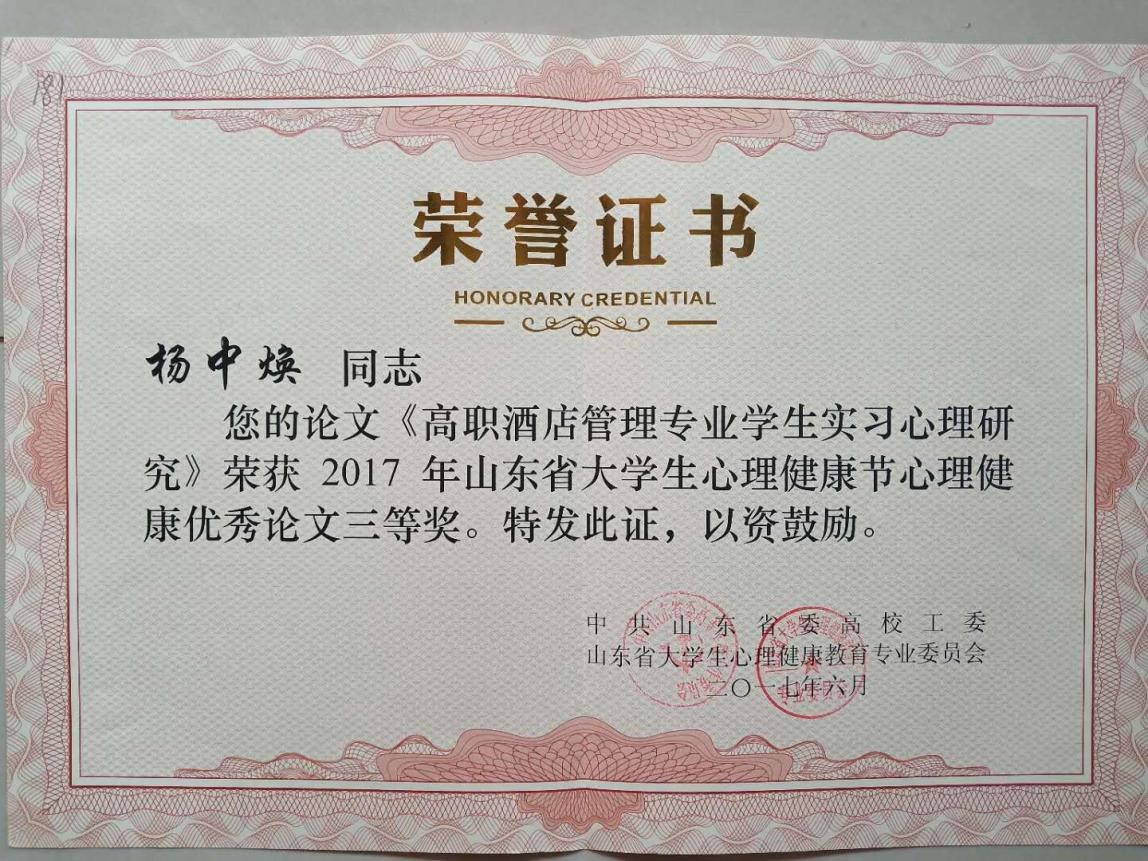 181
荣誉证书
HONORARY CREDENTIAL
杨中焕 同志
您的论文《高职酒店管理专业学生实习心理研
究》荣获 2017 年山东省大学生心理健康节心理健
康优秀论文三等奖。特发此证，以资鼓励。
中共山东省委高校工委
山东省大学生心理健康教育专业委员会
二〇一七年六月